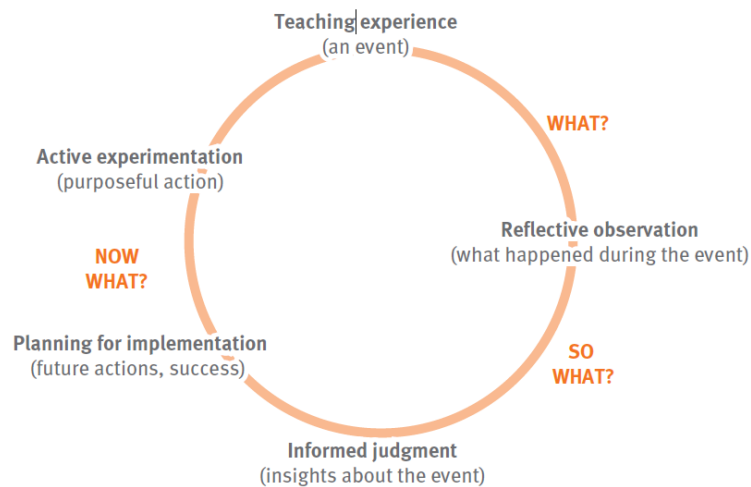 Teaching experience
(an event)
WHAT?
Reflective observation
(what happened during the event)
SO
WHAT?
Informed judgment
(insights about the event)
Planning for implementation
(future actions, success)
NOW
WHAT?
Active experimentation
(purposeful action)